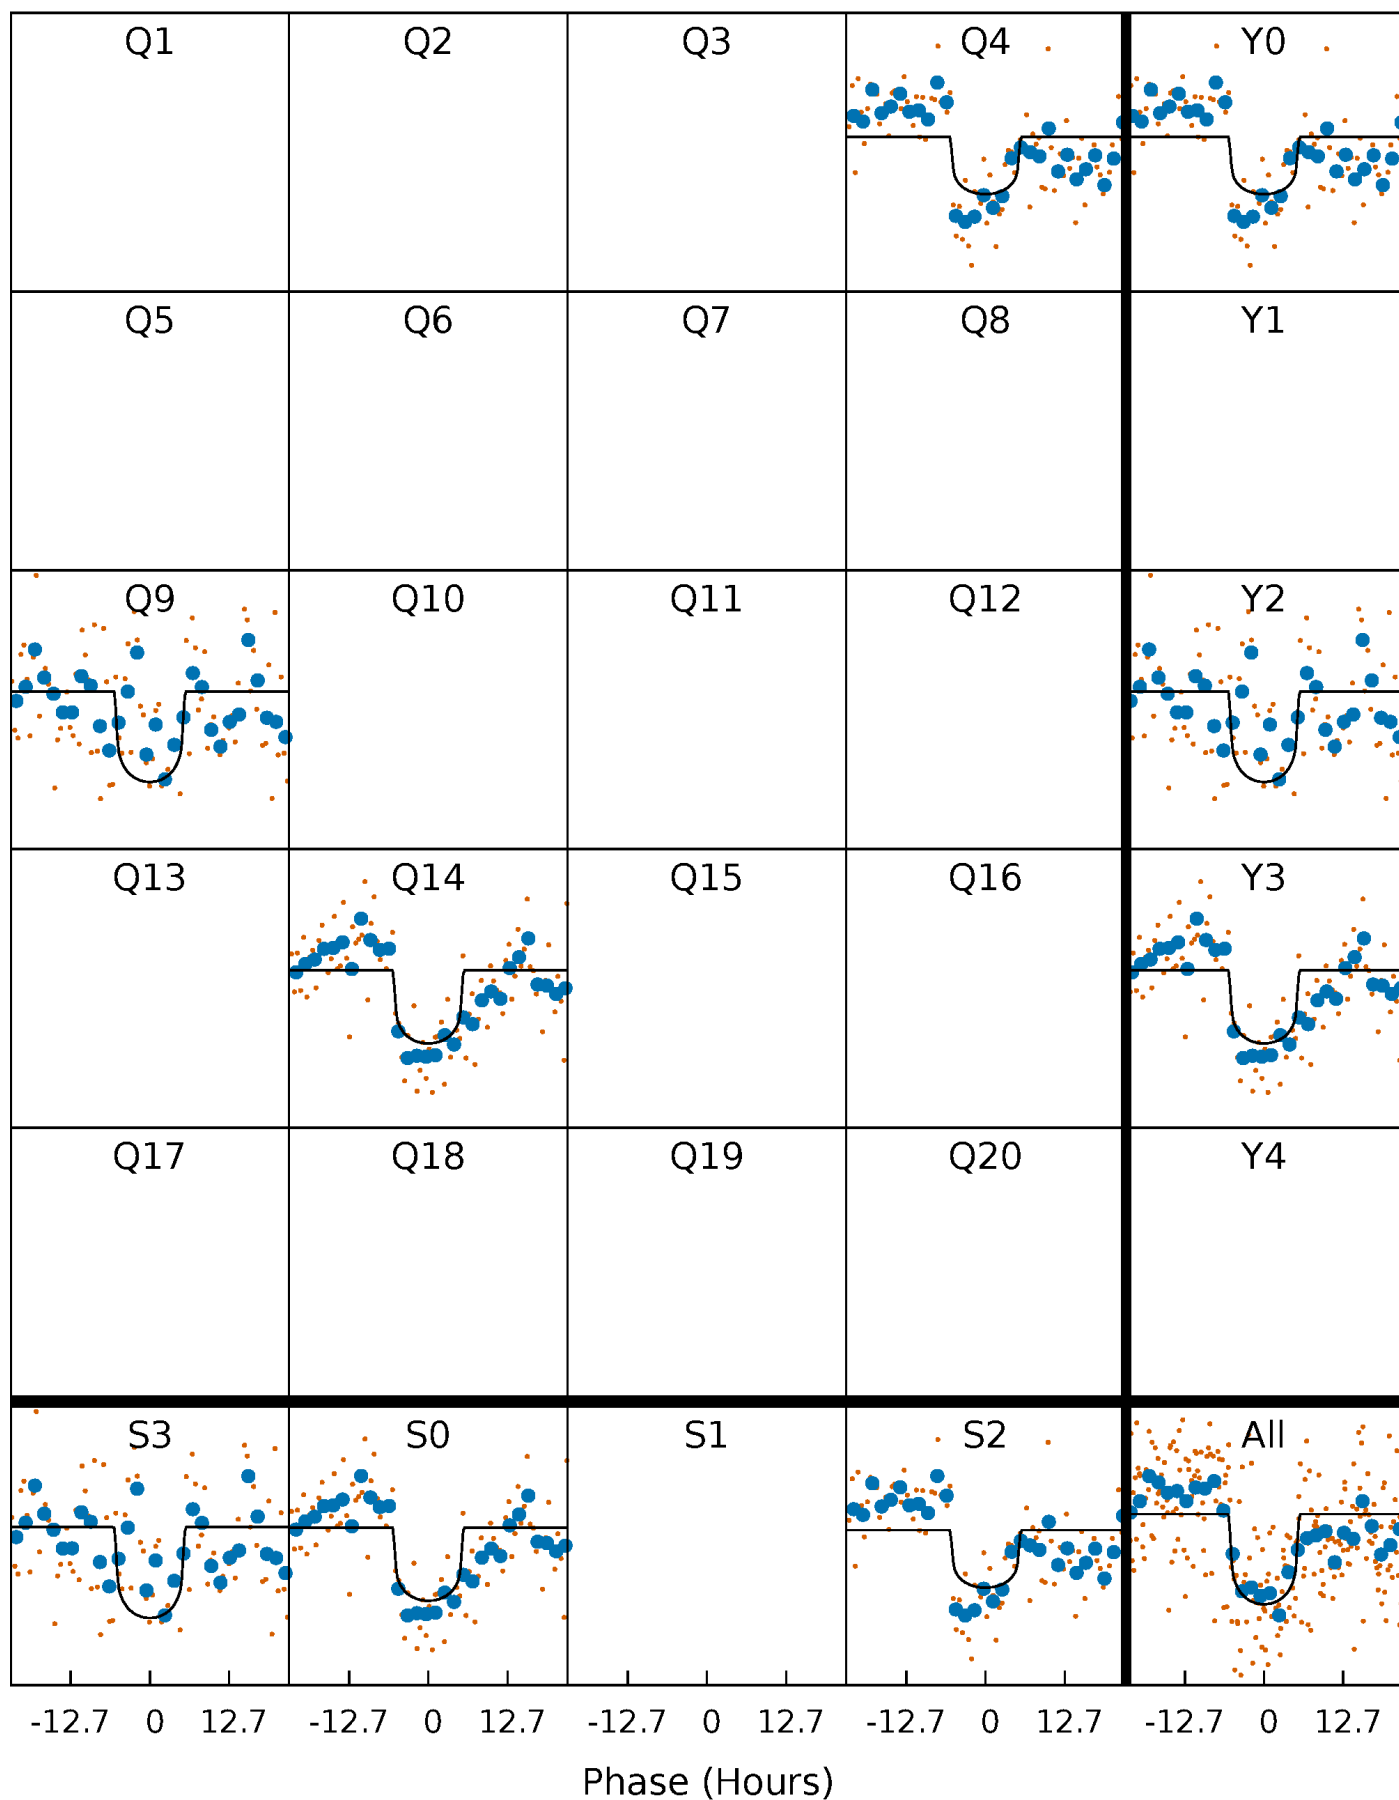 Q1 Q2 Q3 Q4 Y0
Q5 Q6 Q7 Q8 Y1
Q9 Q10 Q11 Q12 Y2
Q13 Q14 Q15 Q16 Y3
Q17 Q18 Q19 Q20 Y4
S3 S0 S1 S2 All
-12.7 0 12.7 -12.7 0 12.7 -12.7 0 12.7 -12.7 0 12.7 -12.7 0 12.7
Phase (Hours)